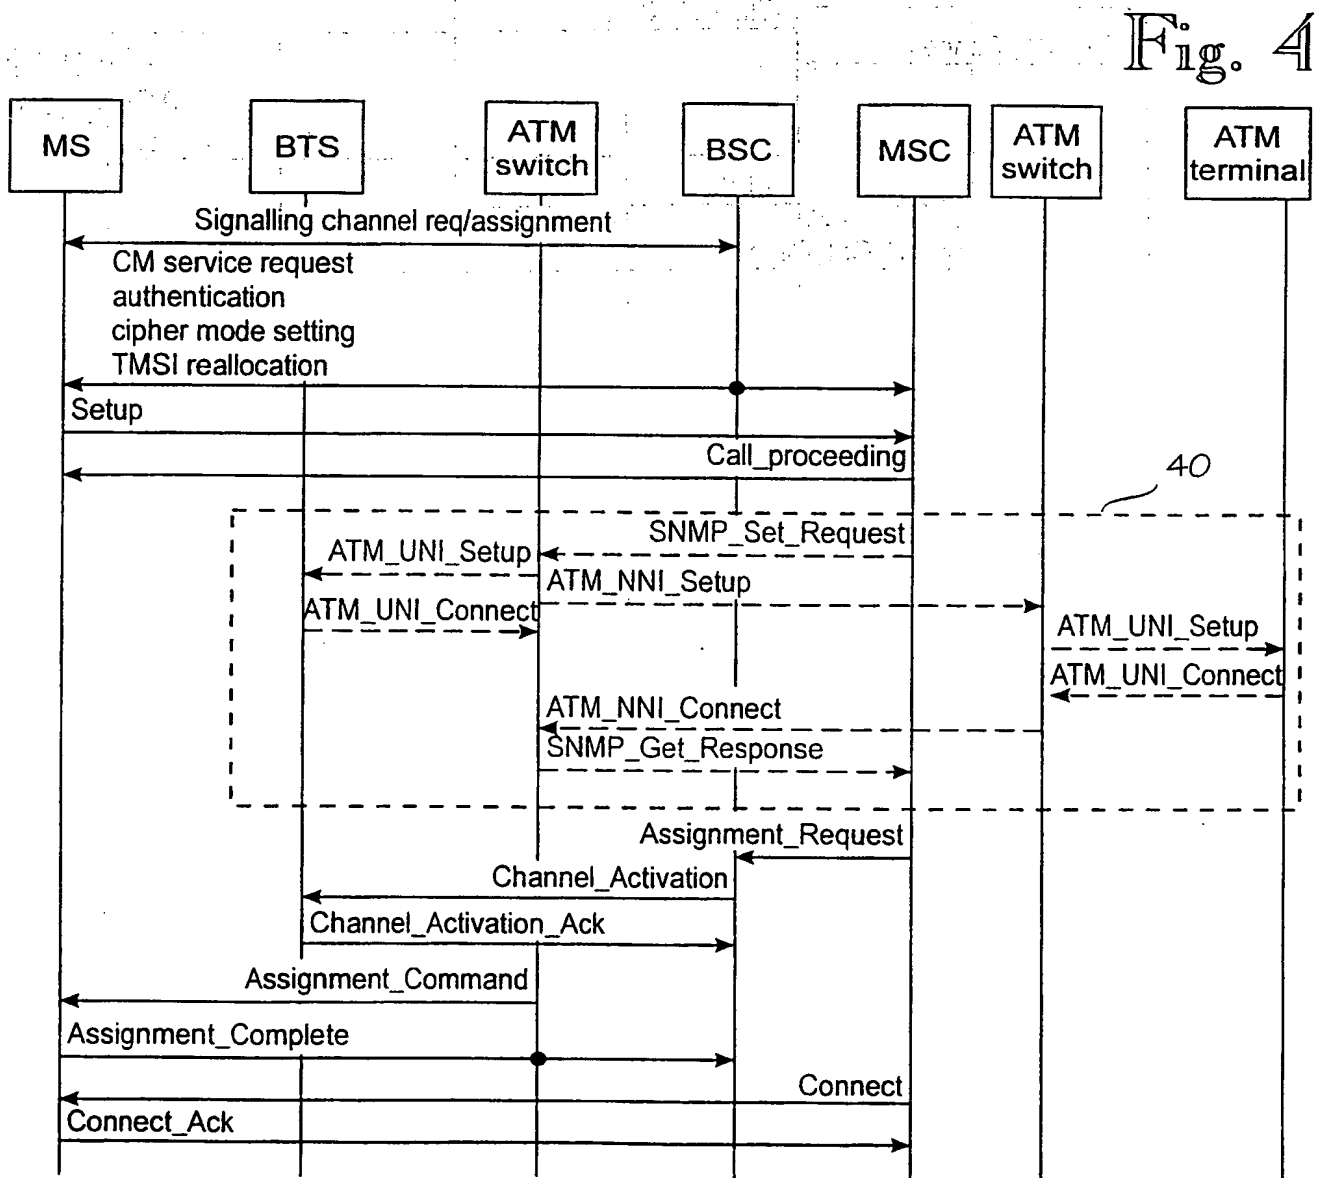 Fig. 4
MS
BTS
ATM
switch
BSC
MSC
ATM
switch
ATM
terminal
Signalling channel req/assignment
CM service request
authentication
cipher mode setting
TMSI reallocation
Setup
Call_proceeding
40
SNMP_Set_Request
ATM_UNI_Setup
ATM_NNI_Setup
ATM_UNI_Connect
ATM_UNI_Setup
ATM_UNI_Connect
ATM_NNI_Connect
SNMP_Get_Response
Assignment_Request
Channel_Activation
Channel_Activation_Ack
Assignment_Command
Assignment_Complete
Connect
Connect_Ack